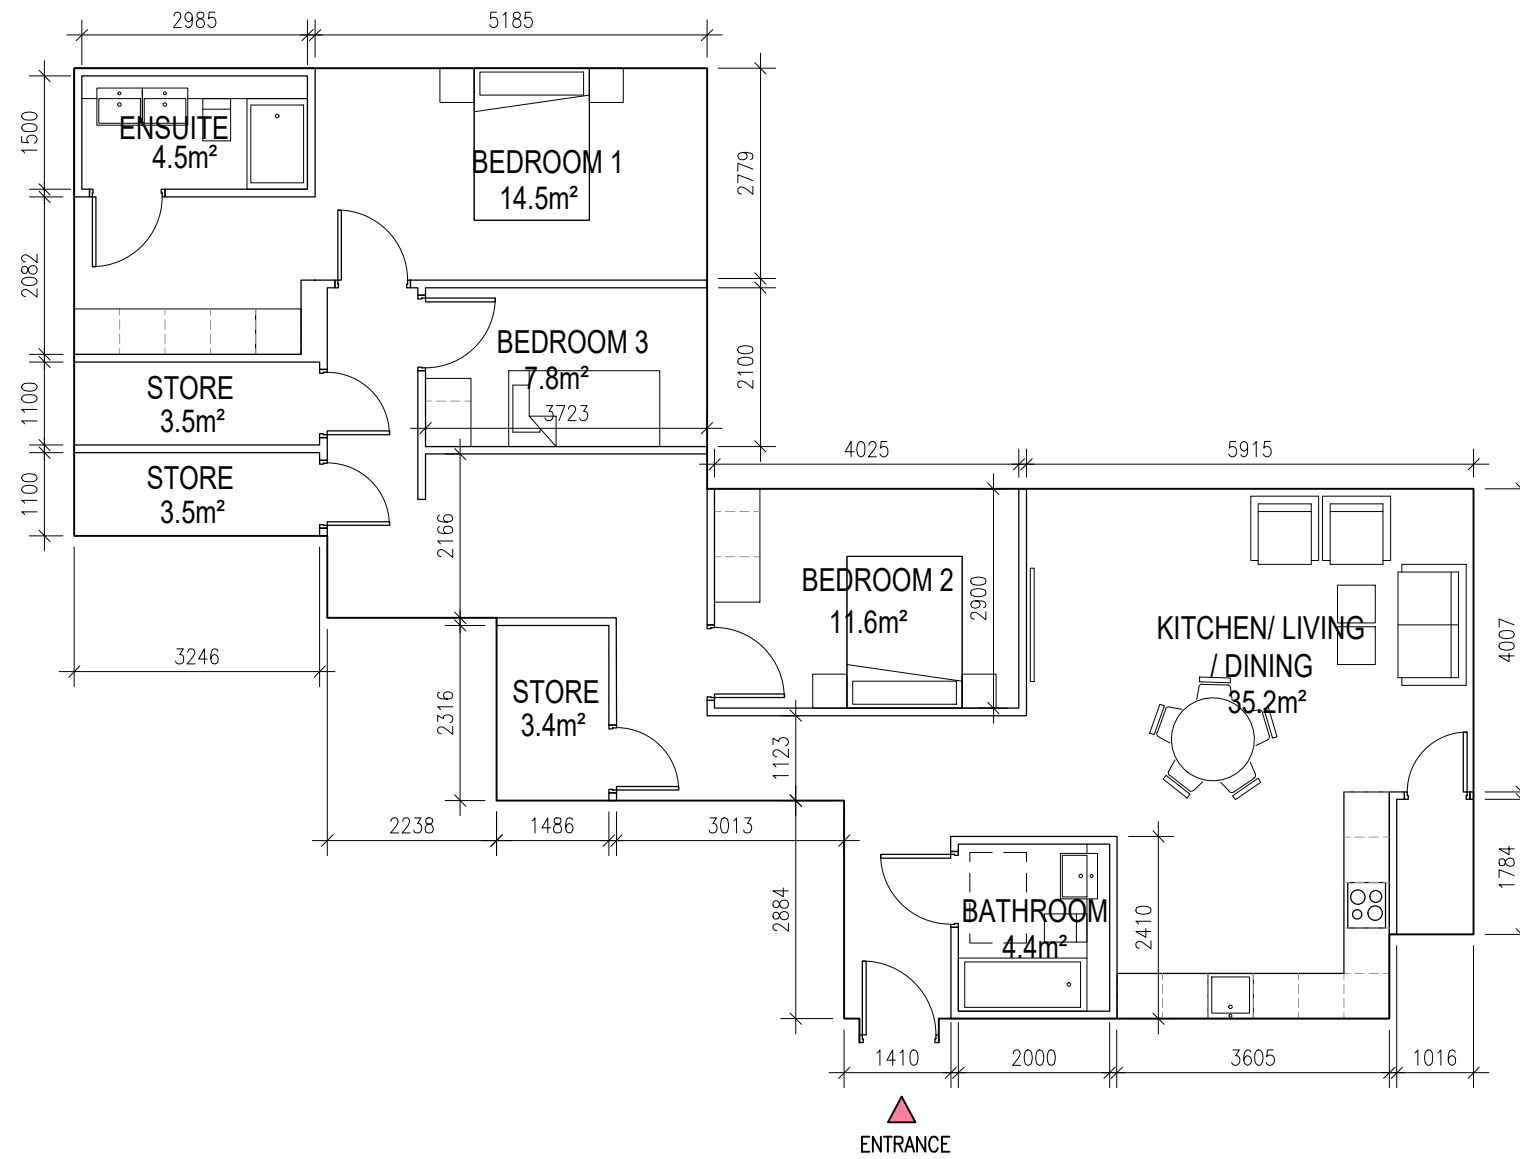 2985
5185
1500
ENSUITE
4.5m²
BEDROOM 1
14.5m²
2779
2082
BEDROOM 3
7.8m²
3723
2100
STORE
3.5m²
1100
STORE
3.5m²
1100
4025
5915
2166
BEDROOM 2
11.6m²
2900
KITCHEN/ LIVING
/ DINING
35.2m²
4007
3246
STORE
3.4m²
2316
1123
2238
1486
3013
1784
2884
BATHROOM
4.4m²
2410
1410
2000
3605
1016
ENTRANCE